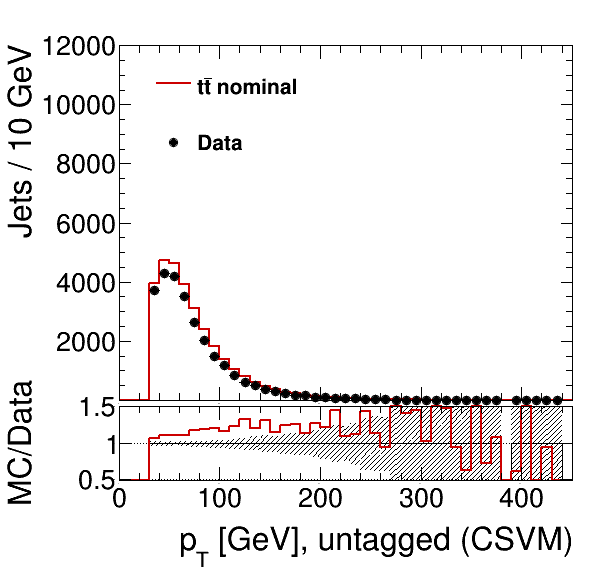 Jets / 10 GeV
12000
10000
8000
6000
4000
2000
tt̄ nominal
Data
MC/Data
1.5
1
0.5
0 100 200 300 400
p_T [GeV], untagged (CSVM)